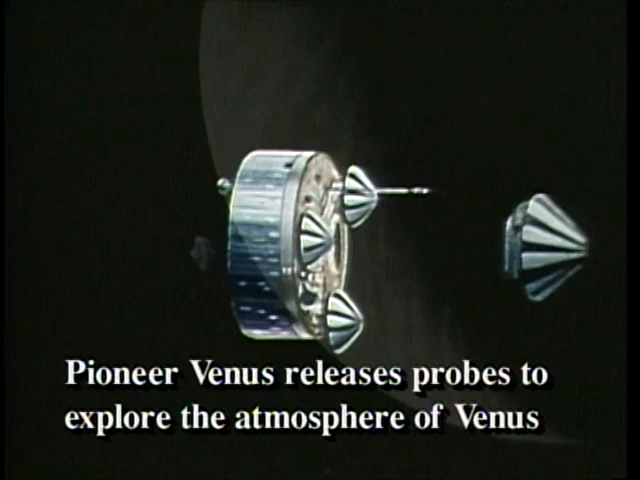 Pioneer Venus releases probes to
explore the atmosphere of Venus